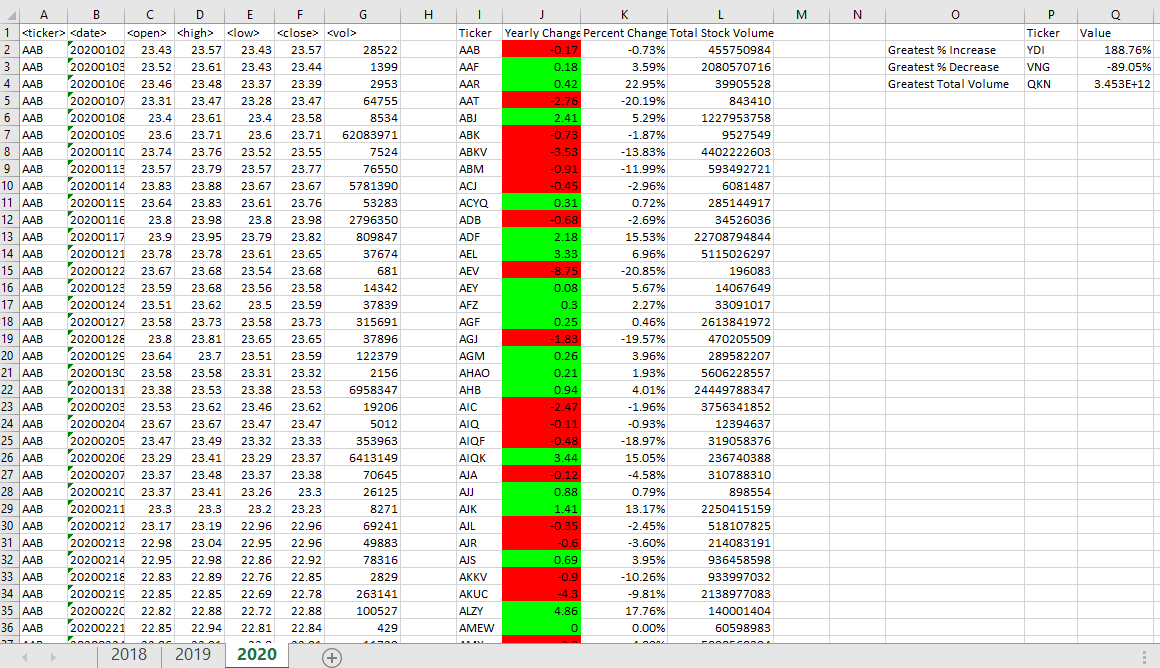 A B C D E F G H I J K L M N O P Q
1 <ticker> <date> <open> <high> <low> <close> <vol> Ticker Yearly Change Percent Change Total Stock Volume Ticker Value
2 AAB 20200102 23.43 23.57 23.43 23.57 28522 AAB -0.17 -0.73% 455750984 Greatest % Increase YDI 188.76%
3 AAB 20200103 23.52 23.61 23.43 23.44 1399 AAF 0.18 3.59% 2080570716 Greatest % Decrease VNG -89.05%
4 AAB 20200106 23.46 23.48 23.37 23.39 2953 AAR 0.42 22.95% 39905528 Greatest Total Volume QKN 3.453E+12
5 AAB 20200107 23.31 23.47 23.28 23.47 64755 AAT -2.76 -20.19% 843410
6 AAB 20200108 23.4 23.61 23.4 23.58 8534 ABJ 2.41 5.29% 1227953758
7 AAB 20200109 23.6 23.71 23.6 23.71 62083971 ABK -0.73 -1.87% 9527549
8 AAB 20200110 23.74 23.76 23.52 23.55 7524 ABKV -3.53 -13.83% 4402222603
9 AAB 20200113 23.57 23.79 23.57 23.77 76550 ABM -0.91 -11.99% 593492721
10 AAB 20200114 23.83 23.88 23.67 23.67 5781390 ACJ -0.45 -2.96% 6081487
11 AAB 20200115 23.64 23.83 23.61 23.76 53283 ACYQ 0.31 0.72% 285144917
12 AAB 20200116 23.8 23.98 23.8 23.98 2796350 ADB -0.68 -2.69% 34526036
13 AAB 20200117 23.9 23.95 23.79 23.82 809847 ADF 2.18 15.53% 22708794844
14 AAB 20200121 23.78 23.78 23.61 23.65 37674 AEL 3.33 6.96% 5115026297
15 AAB 20200122 23.67 23.68 23.54 23.68 681 AEV -8.75 -20.85% 196083
16 AAB 20200123 23.59 23.68 23.56 23.58 14342 AEY 0.08 5.67% 14067649
17 AAB 20200124 23.51 23.62 23.5 23.59 37839 AFZ 0.3 2.27% 33091017
18 AAB 20200127 23.58 23.73 23.58 23.73 315691 AGF 0.25 0.46% 2613841972
19 AAB 20200128 23.8 23.81 23.65 23.65 37896 AGJ -1.83 -19.57% 470205509
20 AAB 20200129 23.64 23.7 23.51 23.59 122379 AGM 0.26 3.96% 289582207
21 AAB 20200130 23.58 23.58 23.31 23.32 2156 AHAO 0.21 1.93% 5606228557
22 AAB 20200131 23.38 23.53 23.38 23.53 6958347 AHB 0.94 4.01% 24449788347
23 AAB 20200203 23.53 23.62 23.46 23.62 19206 AIC -2.47 -1.96% 3756341852
24 AAB 20200204 23.67 23.67 23.47 23.47 5012 AIQ -0.11 -0.93% 12394637
25 AAB 20200205 23.47 23.49 23.32 23.33 353963 AIQF -0.48 -18.97% 319058376
26 AAB 20200206 23.29 23.41 23.29 23.37 6413149 AIQK 3.44 15.05% 236740388
27 AAB 20200207 23.37 23.48 23.37 23.38 70645 AJA -0.12 -4.58% 310788310
28 AAB 20200210 23.37 23.41 23.26 23.3 26125 AJJ 0.88 0.79% 898554
29 AAB 20200211 23.3 23.3 23.2 23.23 8271 AJK 1.41 13.17% 2250415159
30 AAB 20200212 23.17 23.19 22.96 22.96 69241 AJL -0.35 -2.45% 518107825
31 AAB 20200213 22.98 23.04 22.95 22.96 49883 AJR -0.6 -3.60% 214083191
32 AAB 20200214 22.95 22.98 22.86 22.92 78316 AJS 0.69 3.95% 936458598
33 AAB 20200218 22.83 22.89 22.76 22.85 2829 AKKV -0.9 -10.26% 933997032
34 AAB 20200219 22.85 22.85 22.69 22.78 263141 AKUC -4.3 -9.81% 2138977083
35 AAB 20200220 22.82 22.88 22.72 22.88 100527 ALZY 4.86 17.76% 140001404
36 AAB 20200221 22.85 22.94 22.81 22.84 429 AMEW 0 0.00% 60598983
2018 2019 2020